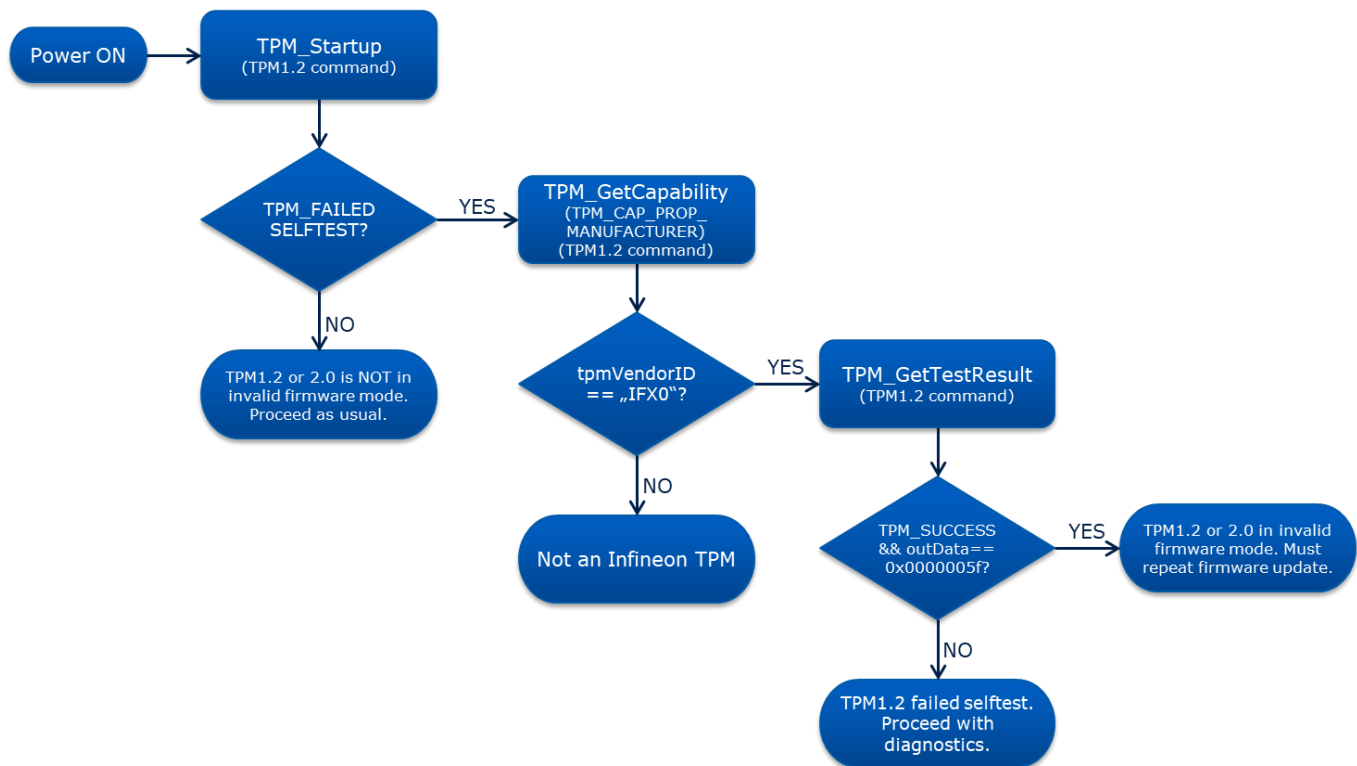 Power ON
TPM_Startup
(TPM1.2 command)
TPM_FAILED
SELFTEST?
YES
NO
TPM1.2 or 2.0 is NOT in
invalid firmware mode.
Proceed as usual.
TPM_GetCapability
(TPM_CAP_PROP_
MANUFACTURER)
(TPM1.2 command)
tpmVendorID
== „IFX0“?
YES
NO
Not an Infineon TPM
TPM_GetTestResult
(TPM1.2 command)
TPM_SUCCESS
&& outData==
0x0000005f?
YES
TPM1.2 or 2.0 in invalid
firmware mode. Must
repeat firmware update.
NO
TPM1.2 failed selftest.
Proceed with
diagnostics.